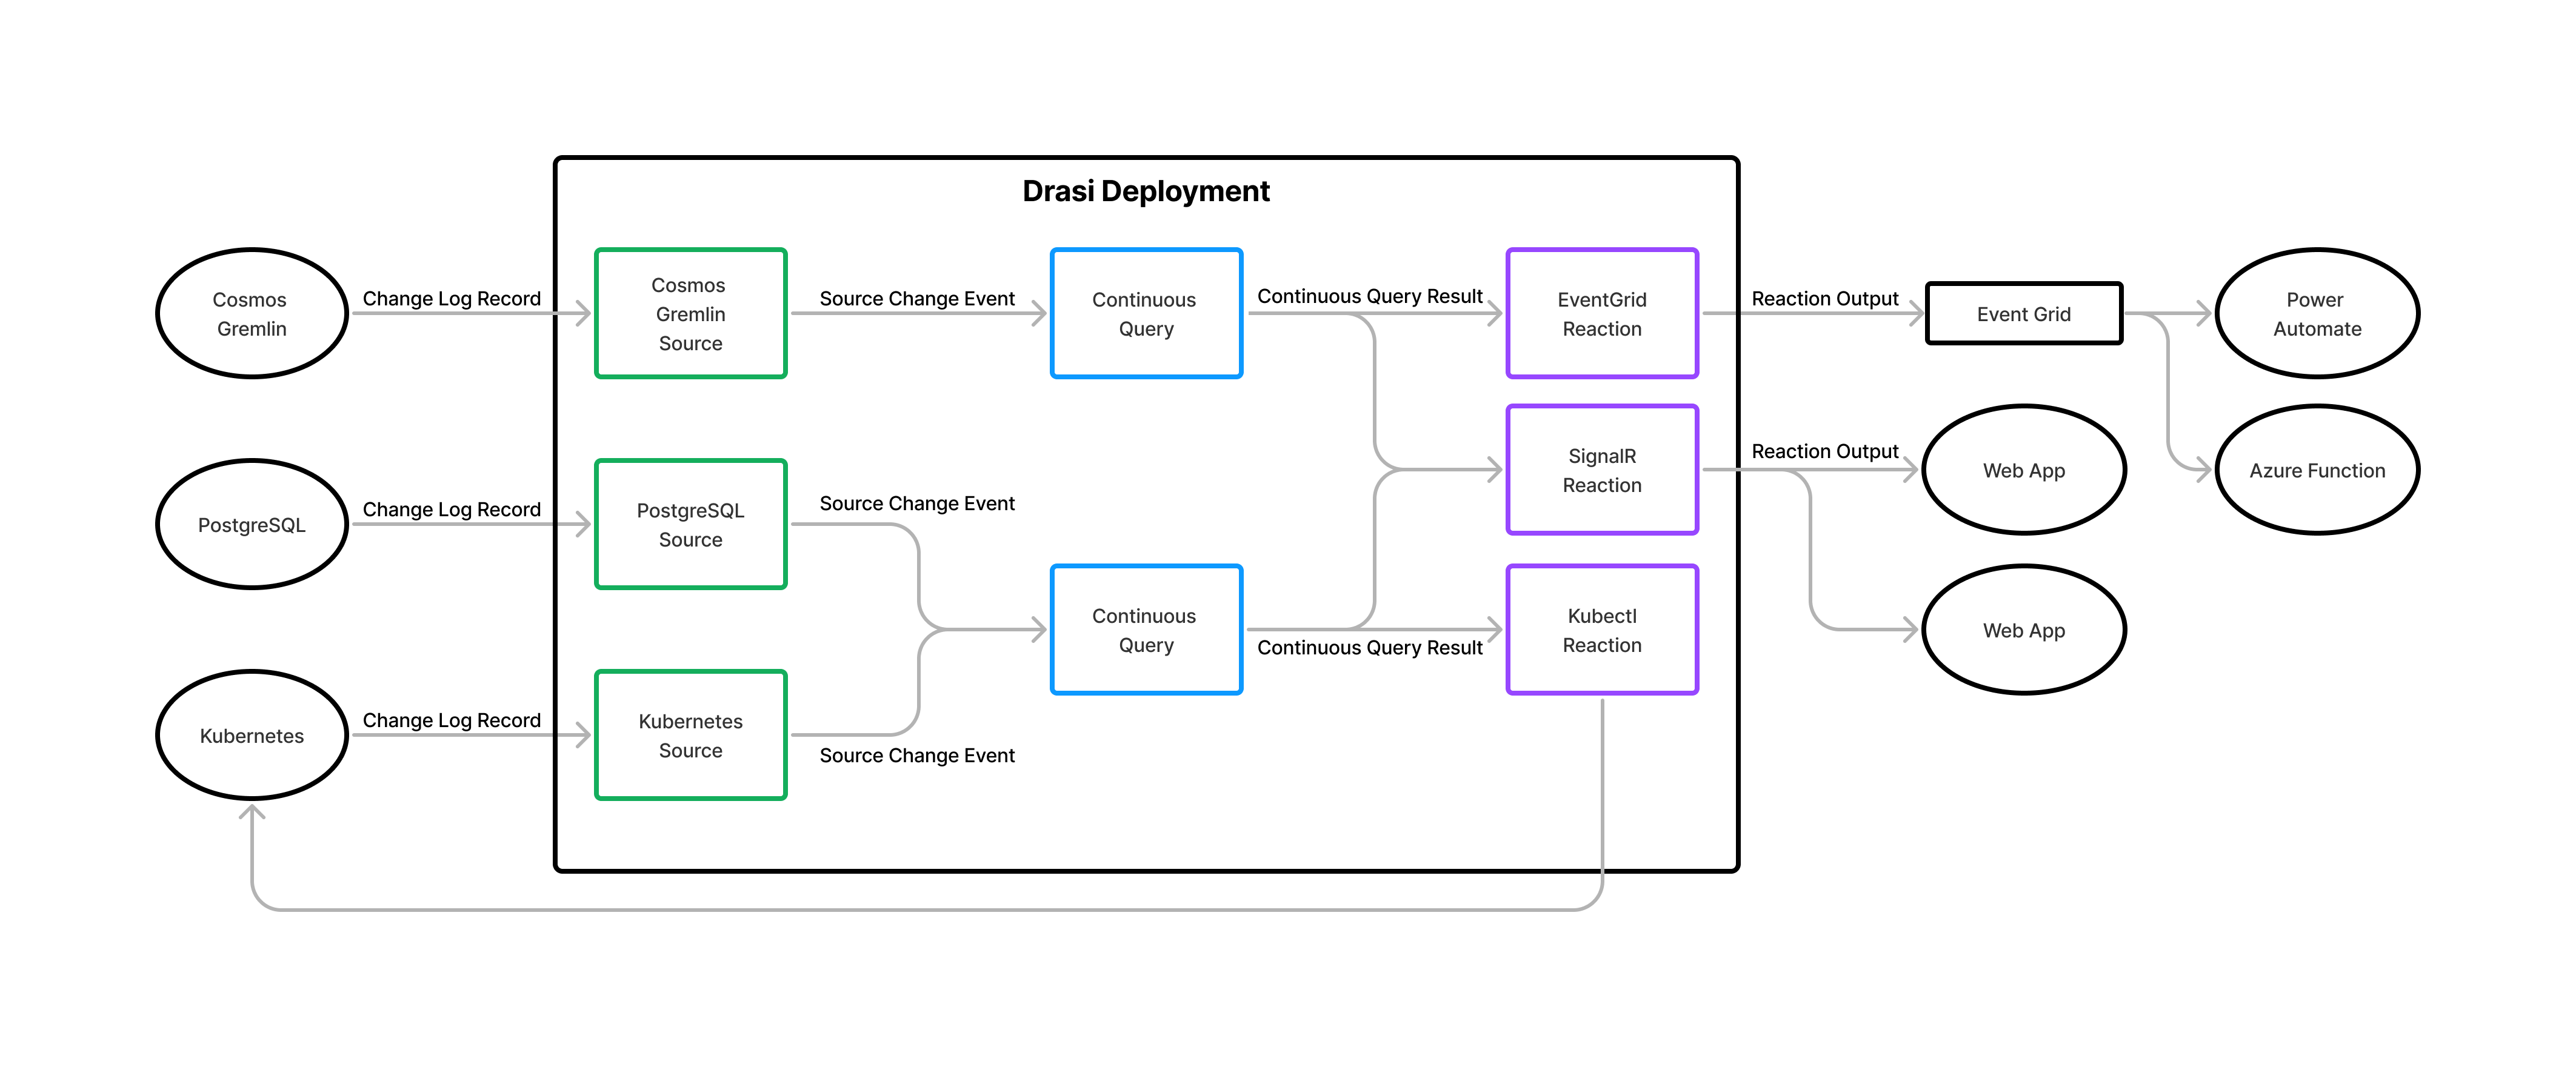 Drasi Deployment
Cosmos
Gremlin
Change Log Record
Cosmos
Gremlin
Source
Source Change Event
Continuous
Query
Continuous Query Result
EventGrid
Reaction
Reaction Output
Event Grid
Power
Automate
PostgreSQL
Change Log Record
PostgreSQL
Source
Source Change Event
SignalR
Reaction
Reaction Output
Web App
Azure Function
Kubernetes
Change Log Record
Kubernetes
Source
Source Change Event
Continuous
Query
Continuous Query Result
Kubectl
Reaction
Web App